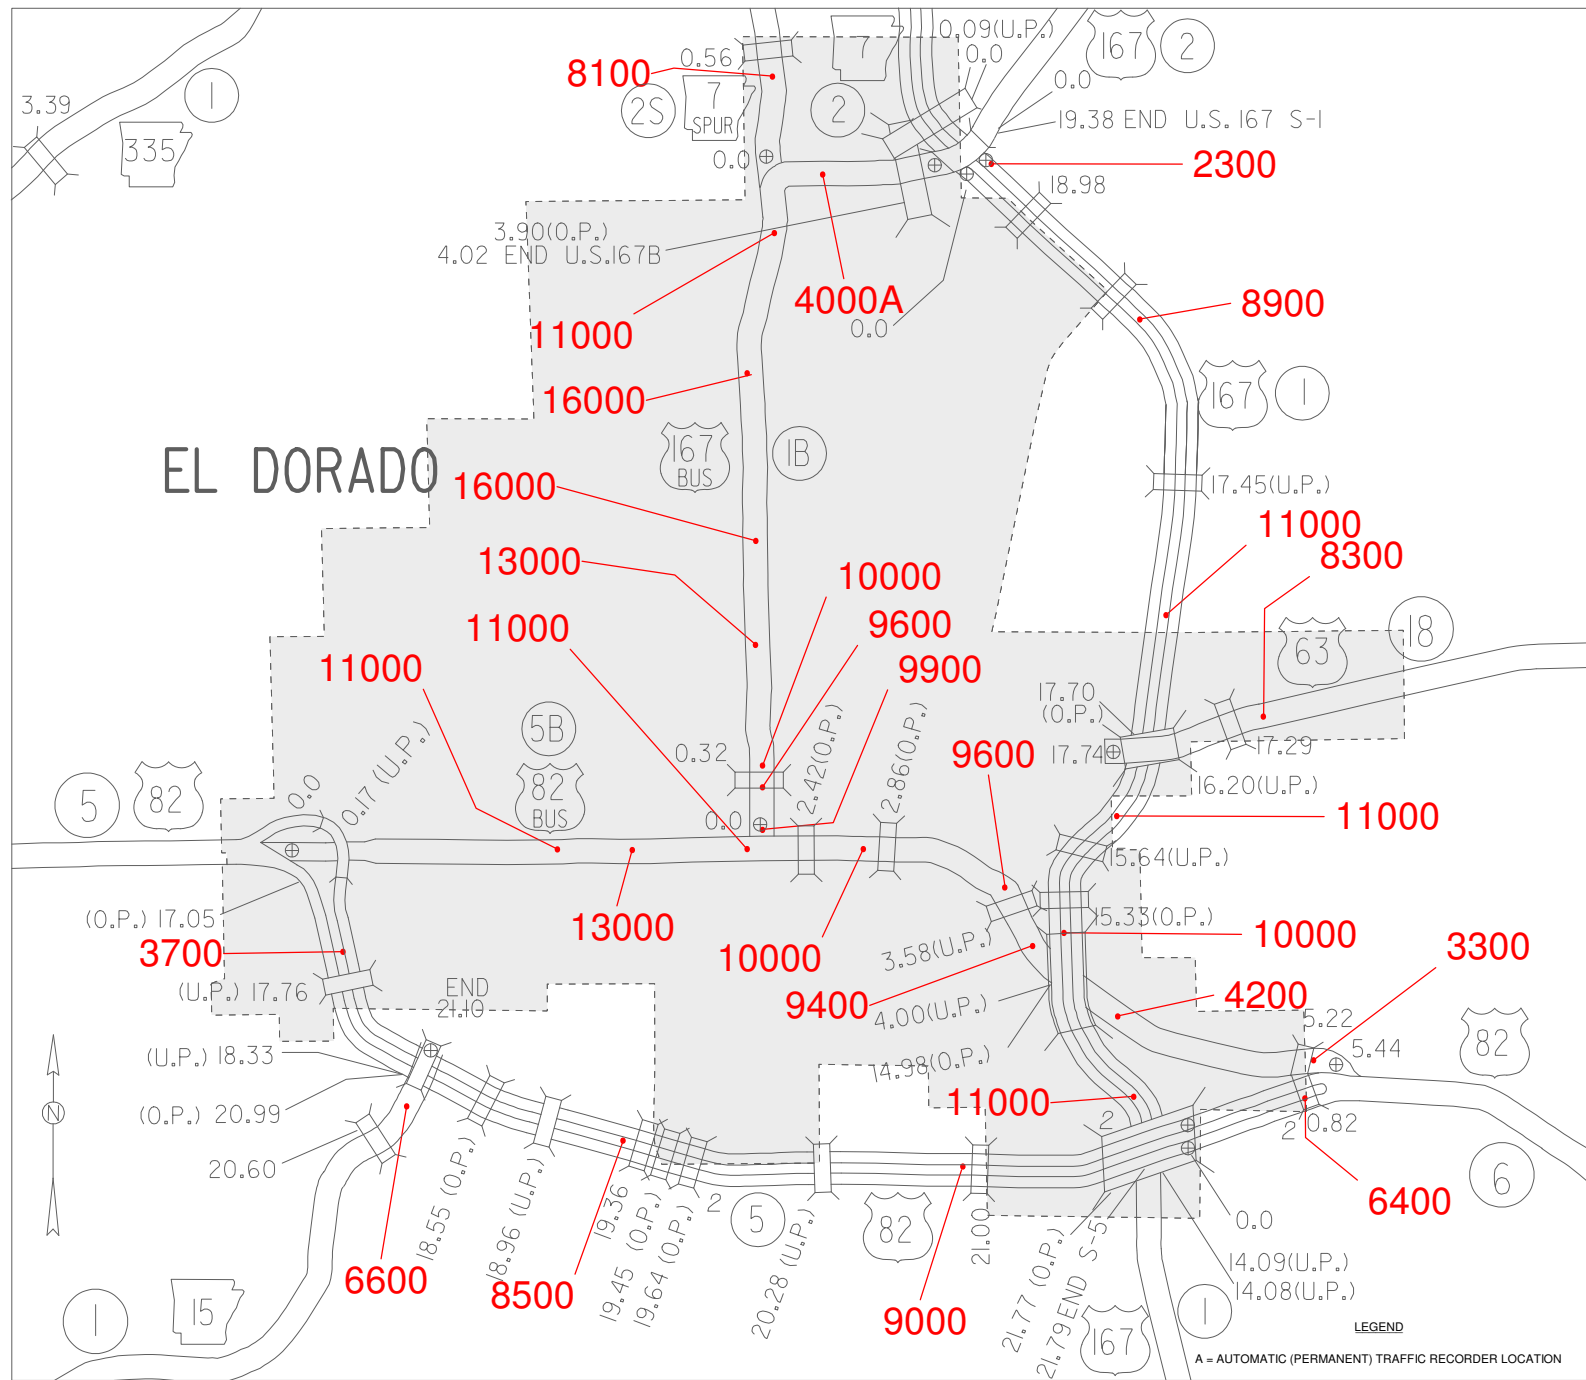 0.09(U.P.)
0.0
167
2
7
8100
0.56
2S
7
SPUR
2
0.0
19.38 END U.S. 167 S-1
3.39
1
335
0.0
2300
18.98
3.90(O.P.)
4.02 END U.S.167B
4000A
0.0
8900
11000
16000
167
1
EL DORADO
167
BUS
1B
16000
17.45(U.P.)
11000
8300
13000
10000
9600
9900
11000
11000
63
18
17.70
(O.P.)
17.74
17.29
16.20(U.P.)
5B
82
BUS
0.32
2.42(O.P.)
2.86(O.P.)
9600
5
82
0.0
0.17 (U.P.)
0.0
11000
15.64(U.P.)
(O.P.) 17.05
3700
(U.P.) 17.76
13000
10000
15.33(O.P.)
10000
3300
3.58(U.P.)
9400
4200
END
21.10
4.00(U.P.)
14.98(O.P.)
5.22
5.44
82
(U.P.) 18.33
(O.P.) 20.99
20.60
N
11000
2
2
0.82
6
6400
18.55 (O.P.)
18.96 (U.P.)
19.36
19.45 (O.P.)
19.64 (O.P.)
2
5
20.28 (U.P.)
82
21.00
21.77 (O.P.)
21.79 END S-5
0.0
14.09(U.P.)
14.08(U.P.)
6600
8500
9000
1
15
167
1
LEGEND
A = AUTOMATIC (PERMANENT) TRAFFIC RECORDER LOCATION